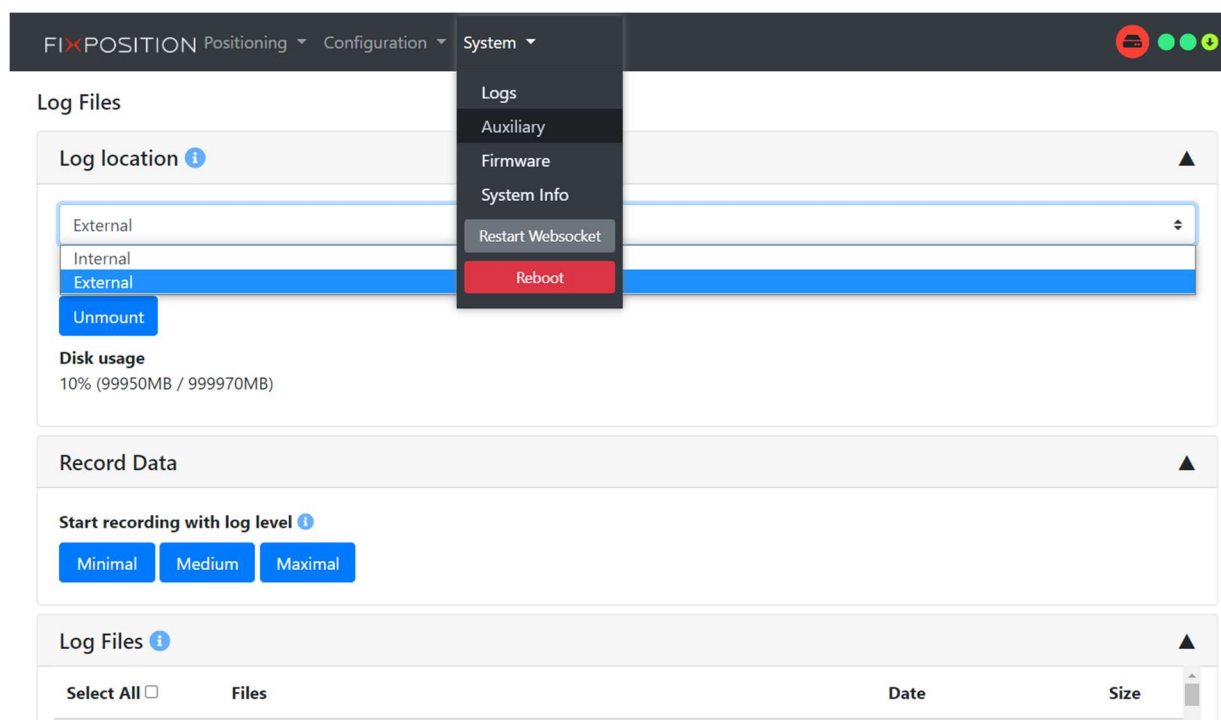 FIXPOSITION Positioning Configuration System
Logs
Auxiliary
Firmware
System Info
Restart Websocket
Reboot
Log Files
Log location
External
Internal
External
Unmount
Disk usage
10% (99950MB / 999970MB)
Record Data
Start recording with log level
Minimal Medium Maximal
Log Files
Select All Files Date Size